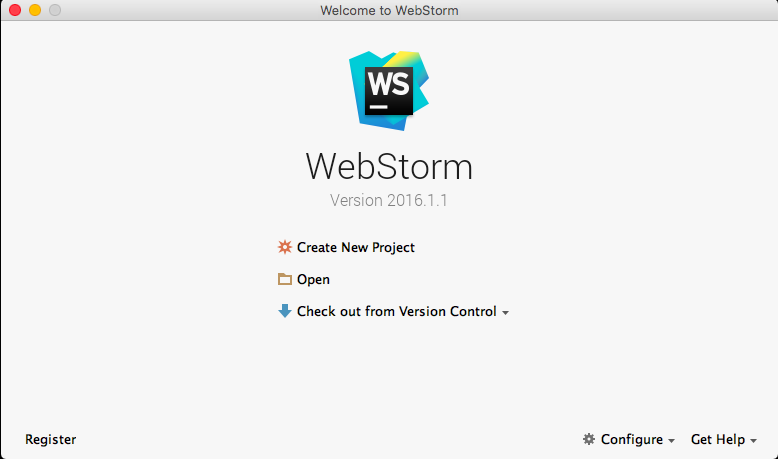 Welcome to WebStorm
WS
WebStorm
Version 2016.1.1
Create New Project
Open
Check out from Version Control
Register
Configure
Get Help